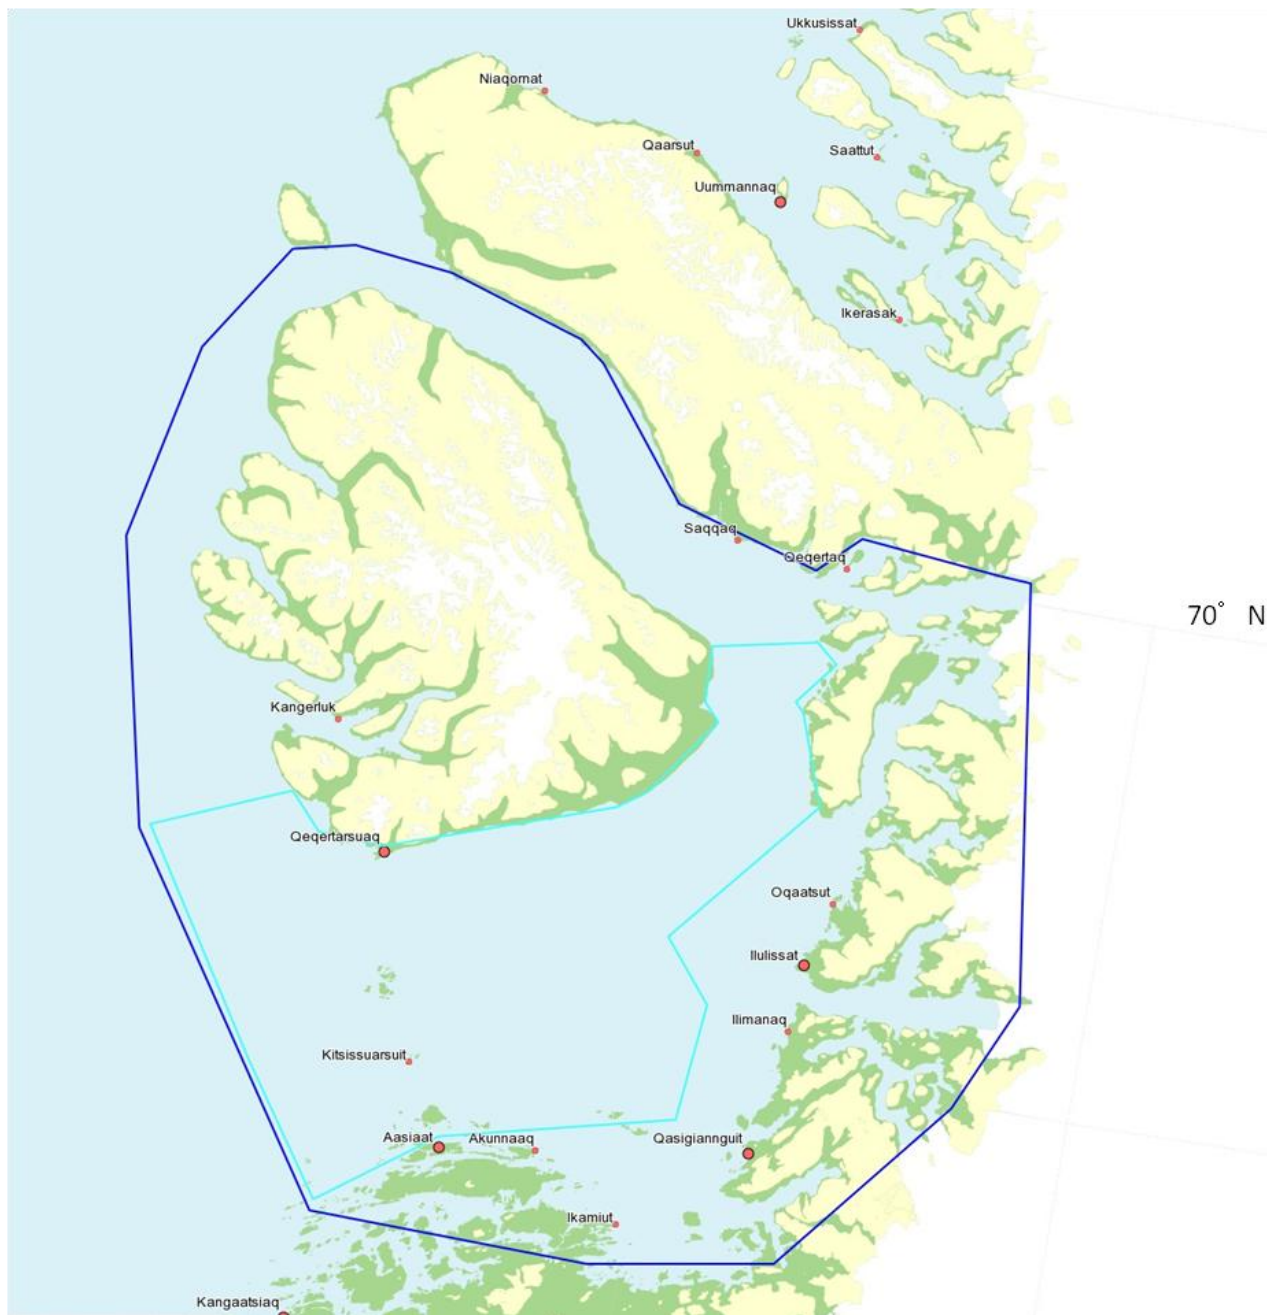 Ukkusissat
Niaqornat
Qaarsut
Saattut
Uummannaq
Ikerasak
Saqqaq
Qeqertaq
70° N
Kangerluk
Qeqertarsuaq
Oqaatsut
Ilulissat
Ilimanaq
Kitsissuarsuit
Aasiaat
Akunnaaq
Qasigiannguit
Ikamiut
Kangaatsiaq